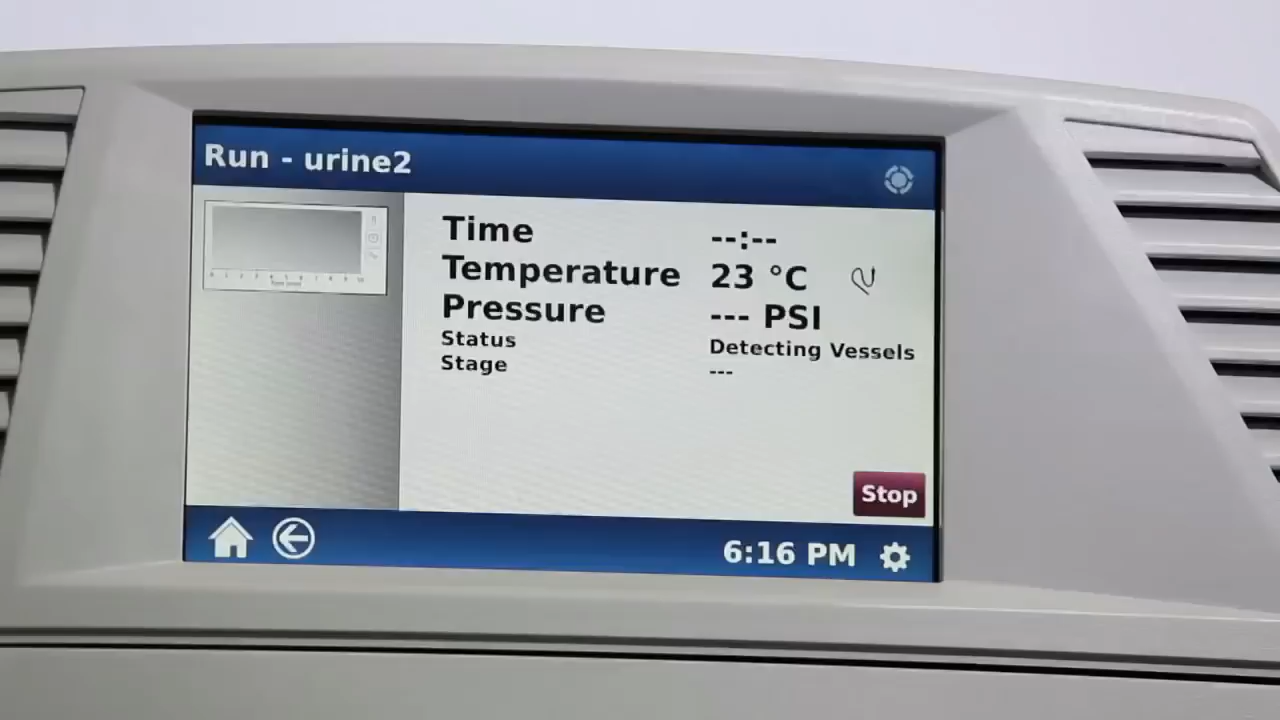 Run - urine2
Time --:--
Temperature 23 °C
Pressure --- PSI
Status Detecting Vessels
Stage ---
Stop
6:16 PM